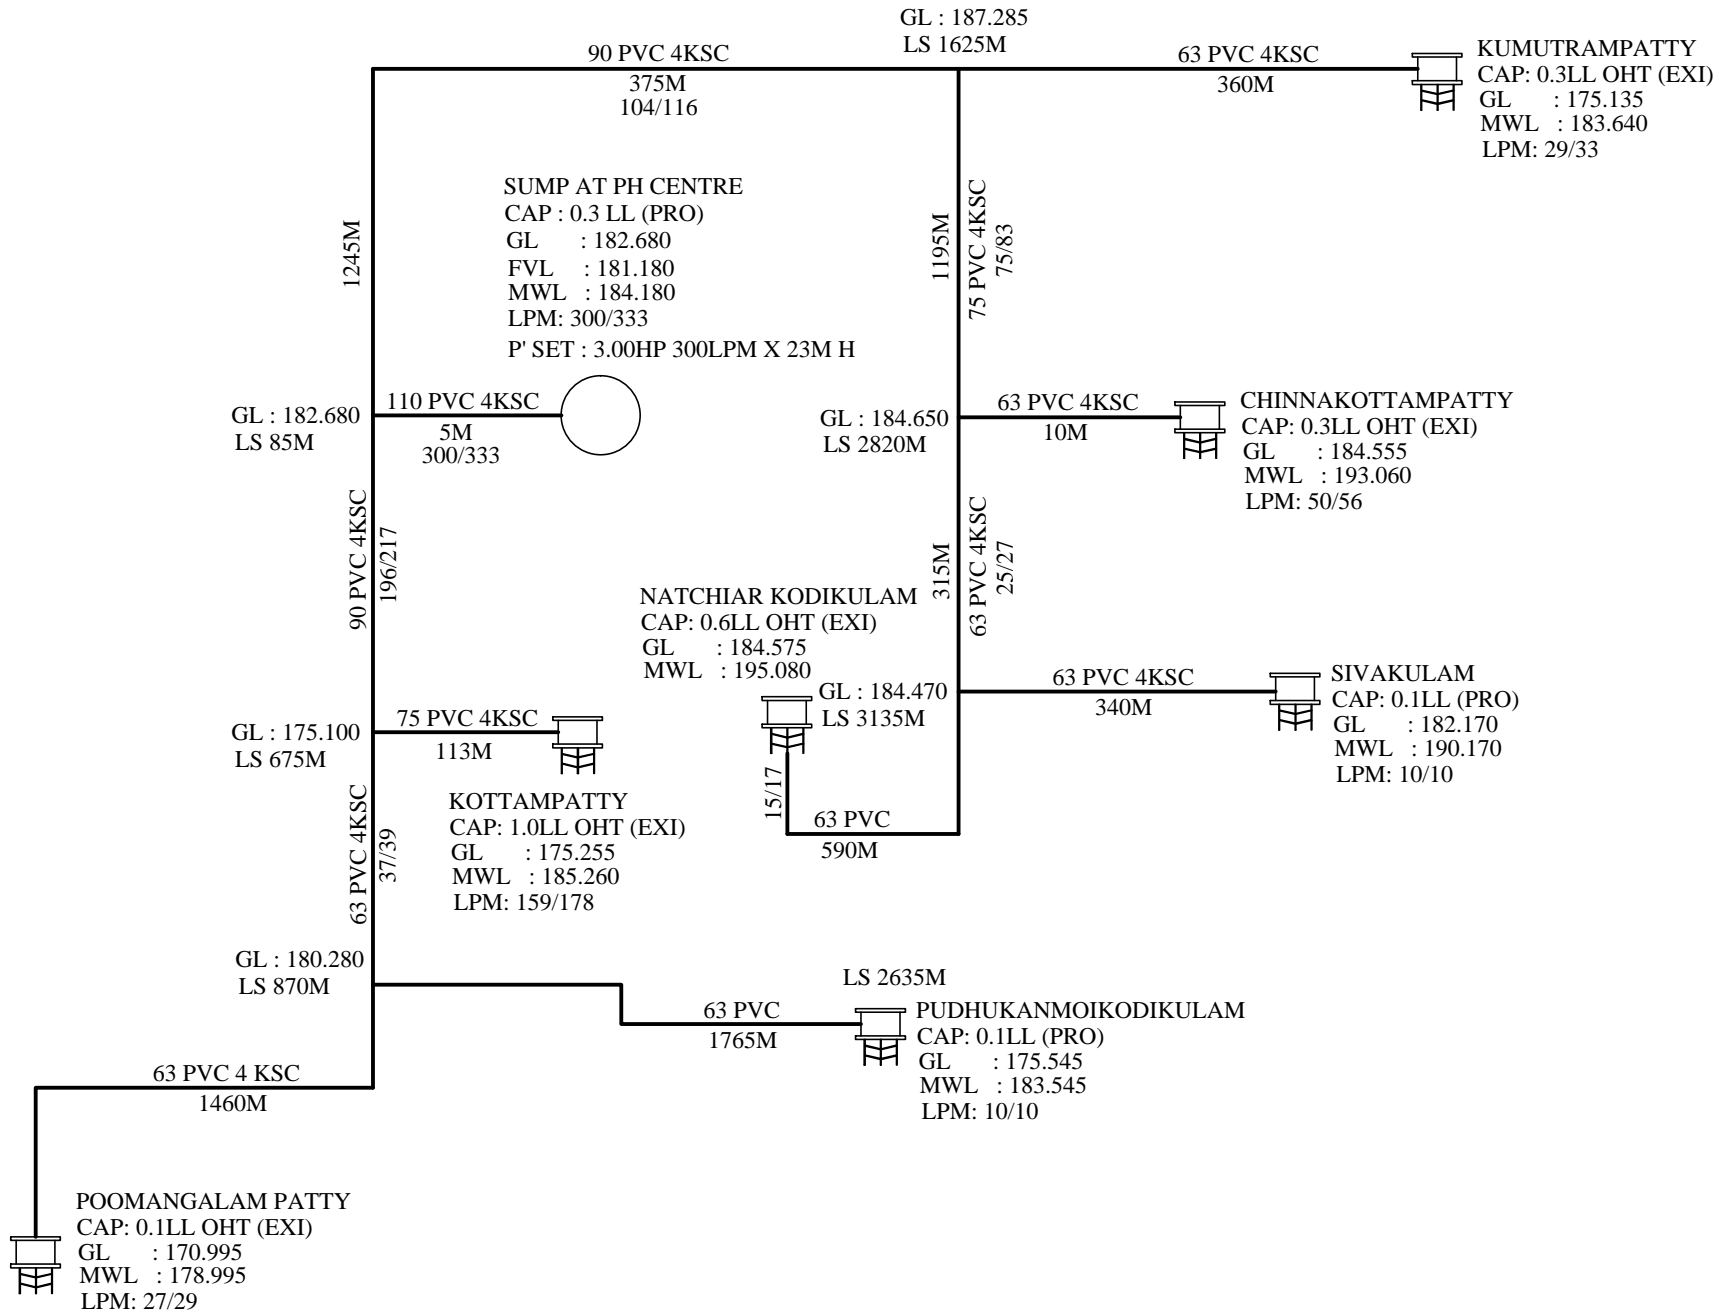 GL : 187.285
LS 1625M
90 PVC 4KSC
375M
104/116
63 PVC 4KSC
360M
KUMUTRAMPATTY
CAP: 0.3LL OHT (EXI)
GL : 175.135
MWL : 183.640
LPM: 29/33
SUMP AT PH CENTRE
CAP : 0.3 LL (PRO)
GL : 182.680
FVL : 181.180
MWL : 184.180
LPM: 300/333
P' SET : 3.00HP 300LPM X 23M H
1245M
1195M
75 PVC 4KSC
75/83
GL : 182.680
LS 85M
110 PVC 4KSC
5M
300/333
GL : 184.650
LS 2820M
63 PVC 4KSC
10M
CHINNAKOTTAMPATTY
CAP: 0.3LL OHT (EXI)
GL : 184.555
MWL : 193.060
LPM: 50/56
90 PVC 4KSC
196/217
315M
63 PVC 4KSC
25/27
NATCHIAR KODIKULAM
CAP: 0.6LL OHT (EXI)
GL : 184.575
MWL : 195.080
GL : 184.470
LS 3135M
63 PVC 4KSC
340M
SIVAKULAM
CAP: 0.1LL (PRO)
GL : 182.170
MWL : 190.170
LPM: 10/10
GL : 175.100
LS 675M
75 PVC 4KSC
113M
15/17
63 PVC
590M
KOTTAMPATTY
CAP: 1.0LL OHT (EXI)
GL : 175.255
MWL : 185.260
LPM: 159/178
63 PVC 4KSC
37/39
GL : 180.280
LS 870M
LS 2635M
63 PVC
1765M
PUDHUKANMOIKODIKULAM
CAP: 0.1LL (PRO)
GL : 175.545
MWL : 183.545
LPM: 10/10
63 PVC 4 KSC
1460M
POOMANGALAM PATTY
CAP: 0.1LL OHT (EXI)
GL : 170.995
MWL : 178.995
LPM: 27/29